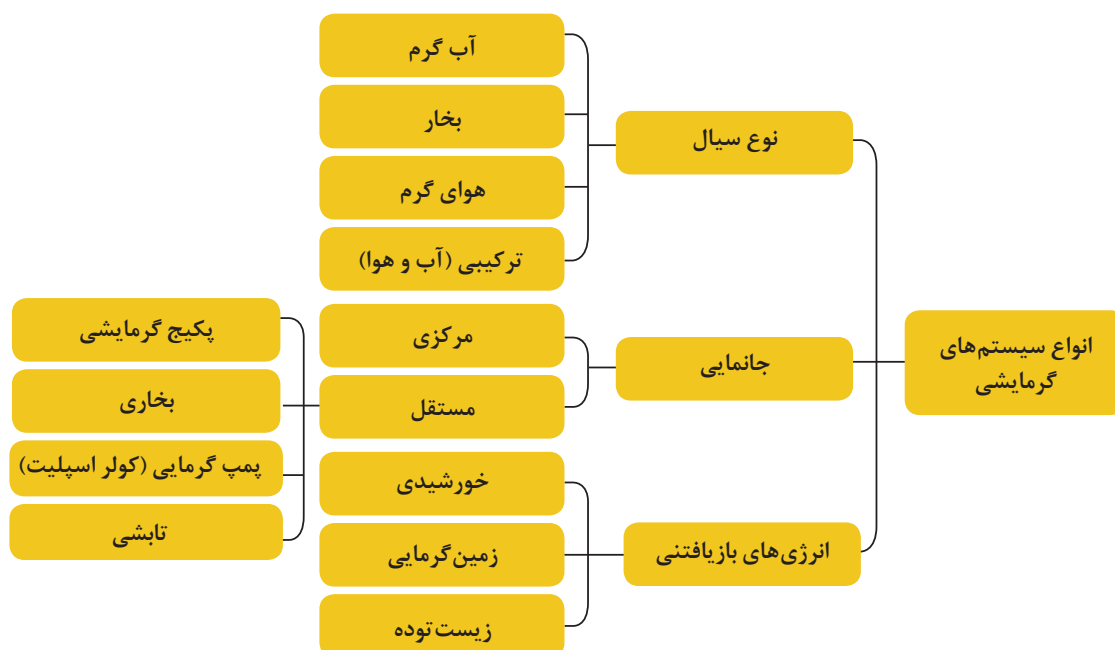 انواع سیستم‌های
گرمایشی
نوع سیال
آب گرم
بخار
هوای گرم
ترکیبی (آب و هوا)
جانمایی
مرکزی
مستقل
پکیج گرمایشی
بخاری
پمپ گرمایی (کولر اسپلیت)
تابشی
انرژی‌های بازیافتنی
خورشیدی
زمین‌گرمایی
زیست‌توده